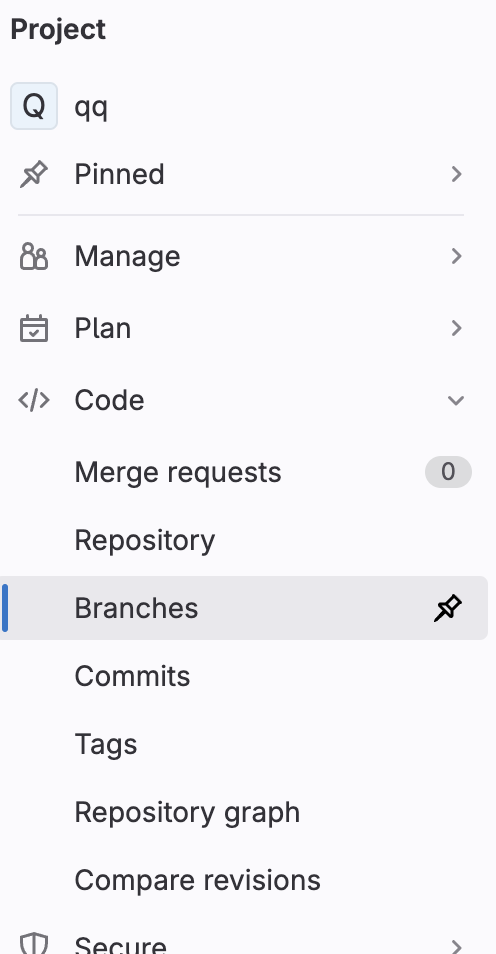 Project
Q qq
Pinned
Manage
Plan
Code
Merge requests 0
Repository
Branches
Commits
Tags
Repository graph
Compare revisions
Secure